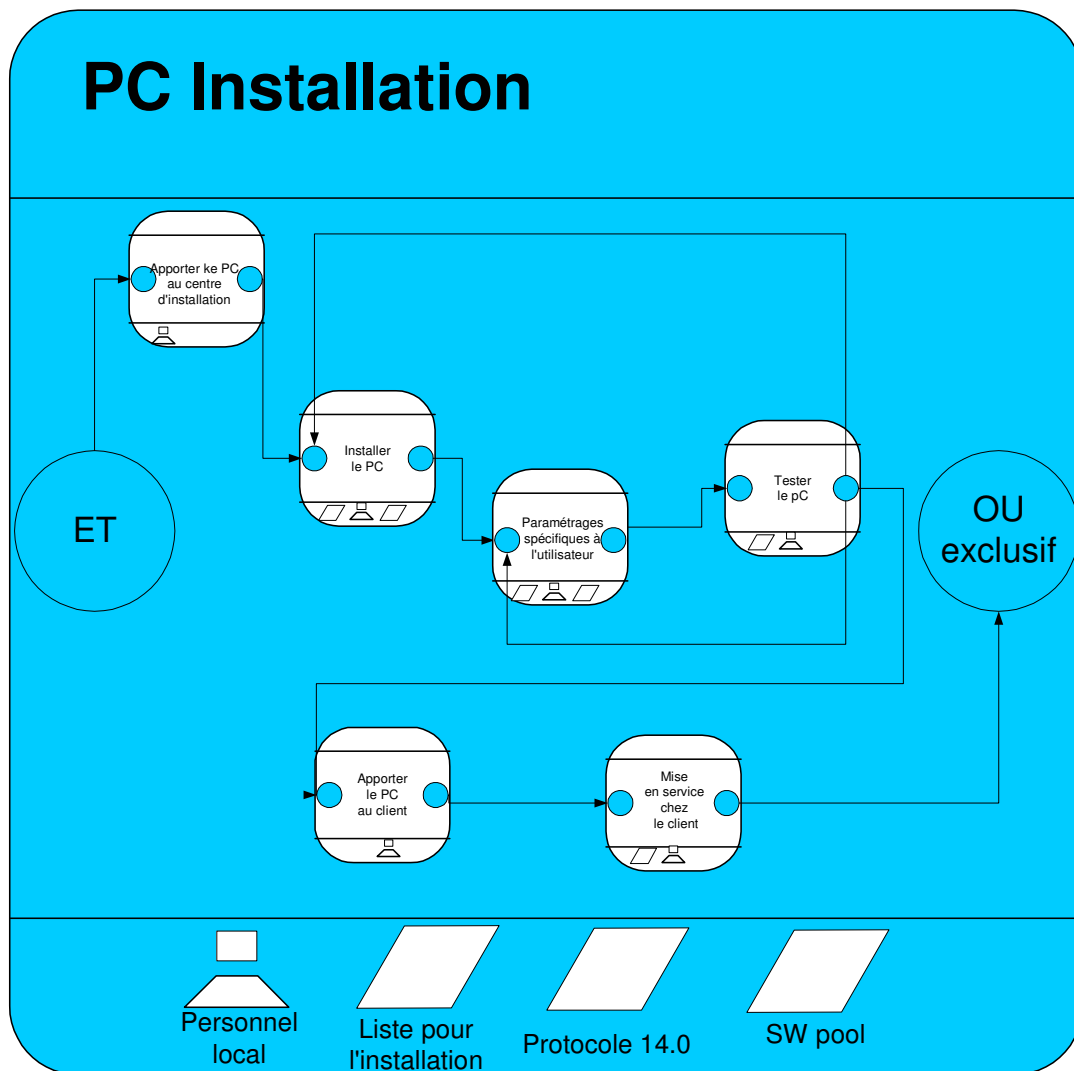 PC Installation
Apporter ke PC
au centre
d'installation
Installer
le PC
Paramétrages
spécifiques à
l'utilisateur
Tester
le pC
ET
OU
exclusif
Apporter
le PC
au client
Mise
en service
chez
le client
Personnel
local
Liste pour
l'installation
Protocole 14.0
SW pool